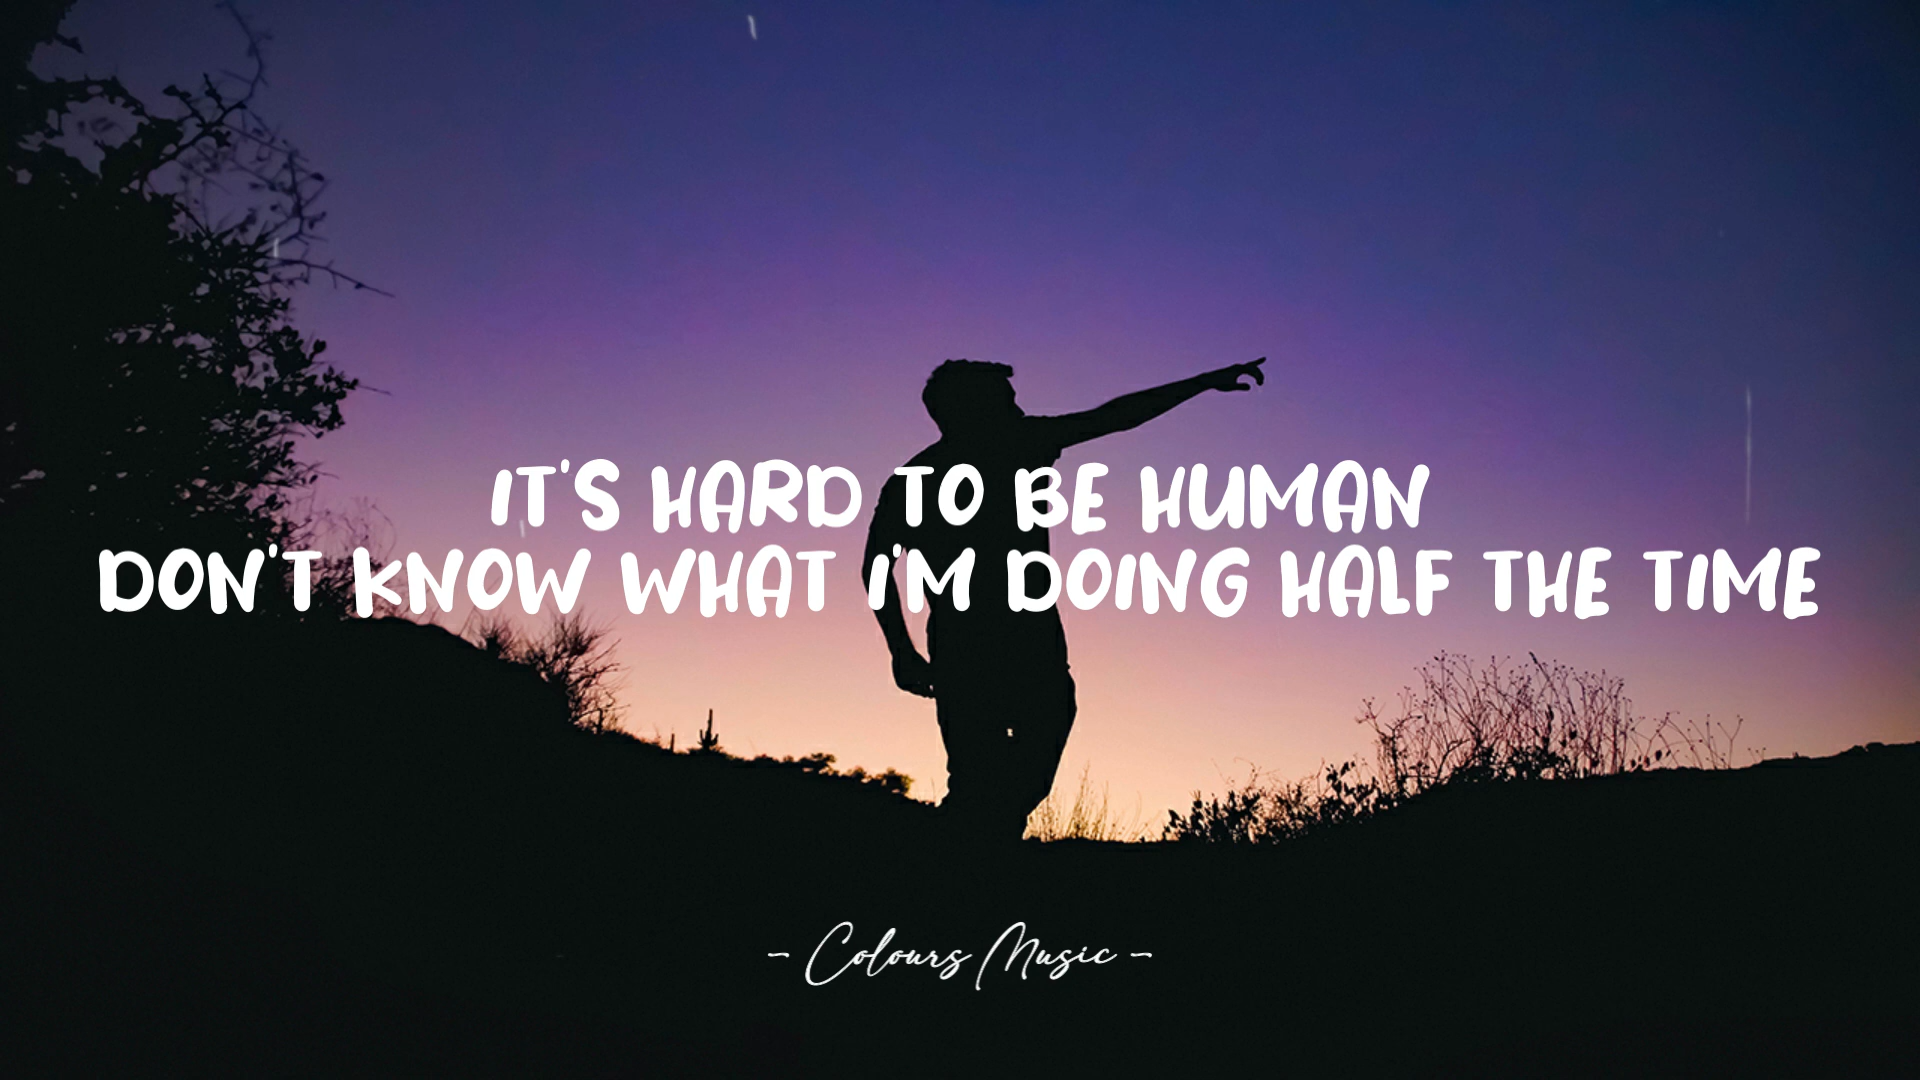 IT'S HARD TO BE HUMAN
DON'T KNOW WHAT I'M DOING HALF THE TIME
- Colours Music -